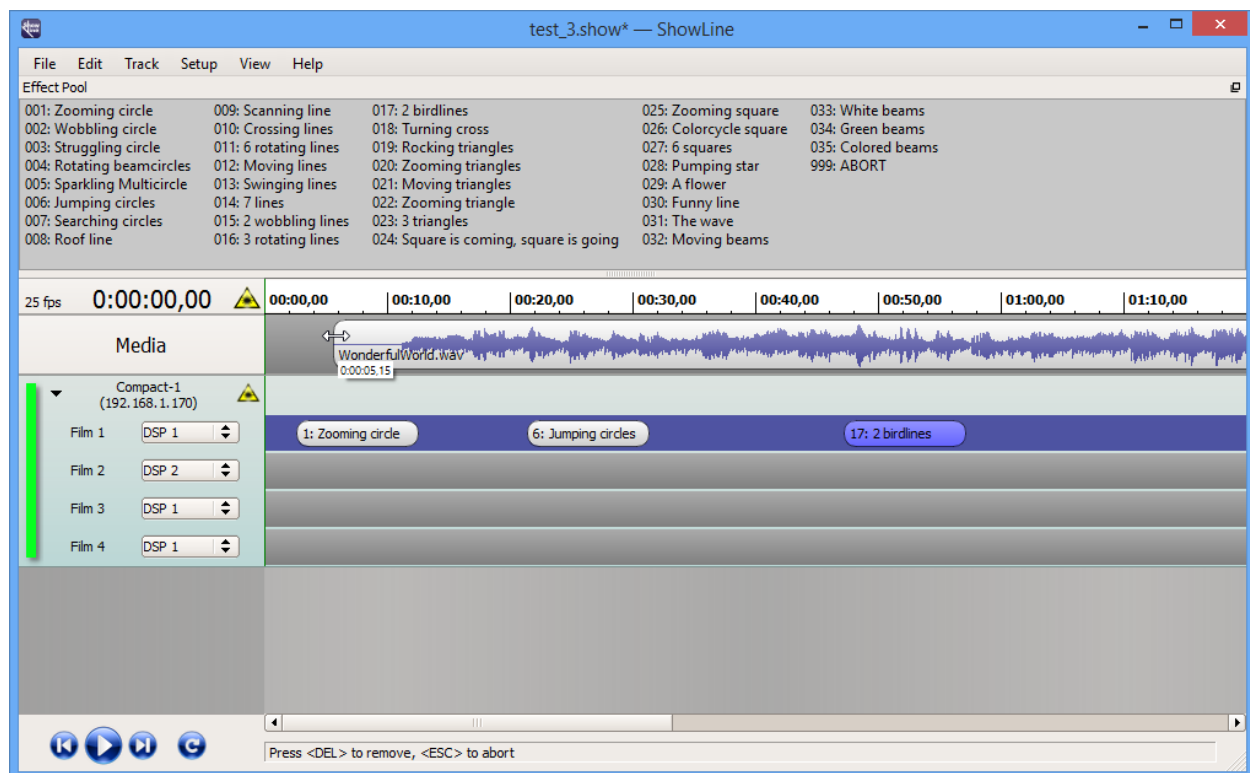 test_3.show* — ShowLine
File Edit Track Setup View Help
Effect Pool
001: Zooming circle
002: Wobbling circle
003: Struggling circle
004: Rotating beamcircles
005: Sparkling Multicircle
006: Jumping circles
007: Searching circles
008: Roof line
009: Scanning line
010: Crossing lines
011: 6 rotating lines
012: Moving lines
013: Swinging lines
014: 7 lines
015: 2 wobbling lines
016: 3 rotating lines
017: 2 birdlines
018: Turning cross
019: Rocking triangles
020: Zooming triangles
021: Moving triangles
022: Zooming triangle
023: 3 triangles
024: Square is coming, square is going
025: Zooming square
026: Colorcycle square
027: 6 squares
028: Pumping star
029: A flower
030: Funny line
031: The wave
032: Moving beams
033: White beams
034: Green beams
035: Colored beams
999: ABORT
25 fps 0:00:00,00 00:00,00 00:10,00 00:20,00 00:30,00 00:40,00 00:50,00 01:00,00 01:10,00
Media
WonderfulWorld.wav
0:00:05,15
Compact-1
(192.168.1.170)
Film 1 DSP 1 1: Zooming circle 6: Jumping circles 17: 2 birdlines
Film 2 DSP 2
Film 3 DSP 1
Film 4 DSP 1
Press <DEL> to remove, <ESC> to abort